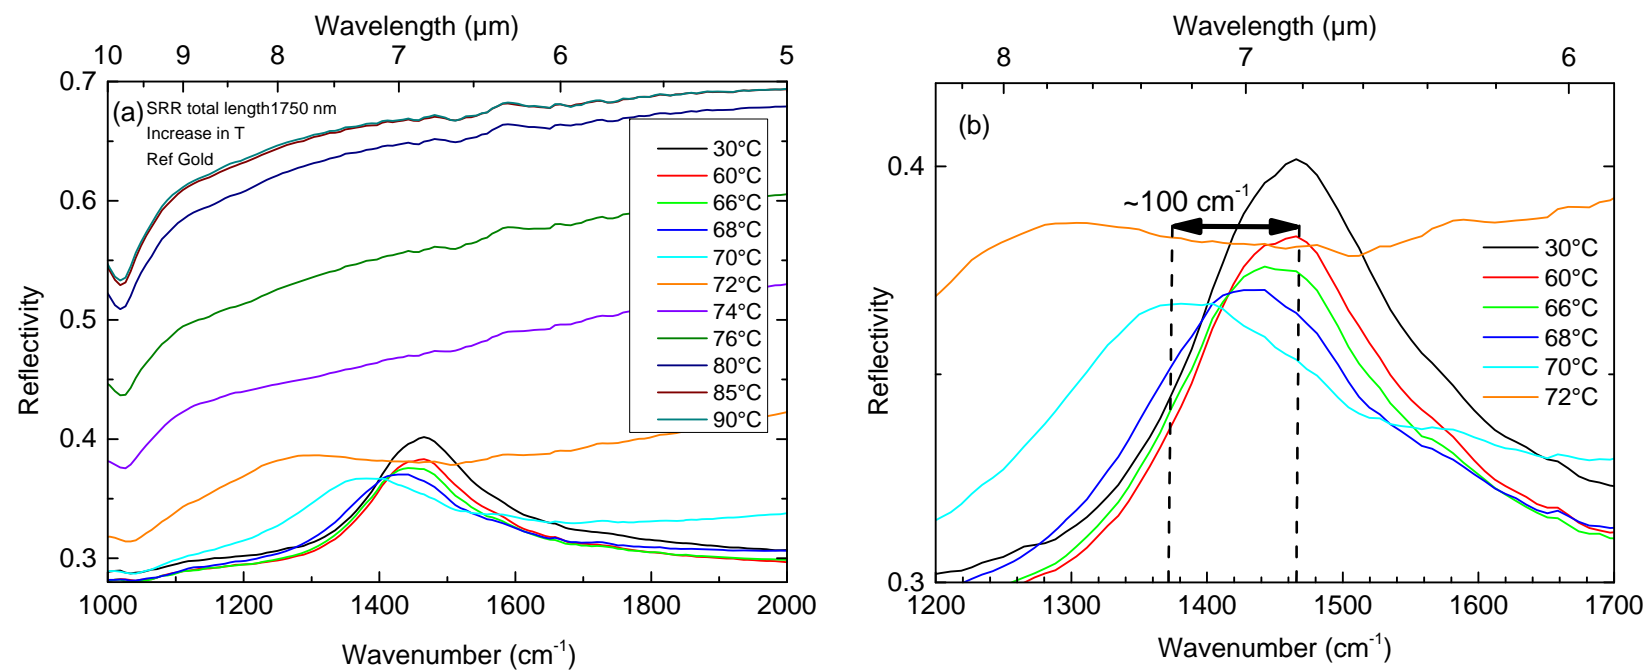 Wavelength (µm)
10 9 8 7 6 5
0.7
0.6
0.5
0.4
0.3
Reflectivity
(a) SRR total length1750 nm
Increase in T
Ref Gold
30°C
60°C
66°C
68°C
70°C
72°C
74°C
76°C
80°C
85°C
90°C
1000 1200 1400 1600 1800 2000
Wavenumber (cm-1)
Wavelength (µm)
8 7 6
(b)
0.4
0.3
Reflectivity
~100 cm-1
30°C
60°C
66°C
68°C
70°C
72°C
1200 1300 1400 1500 1600 1700
Wavenumber (cm-1)